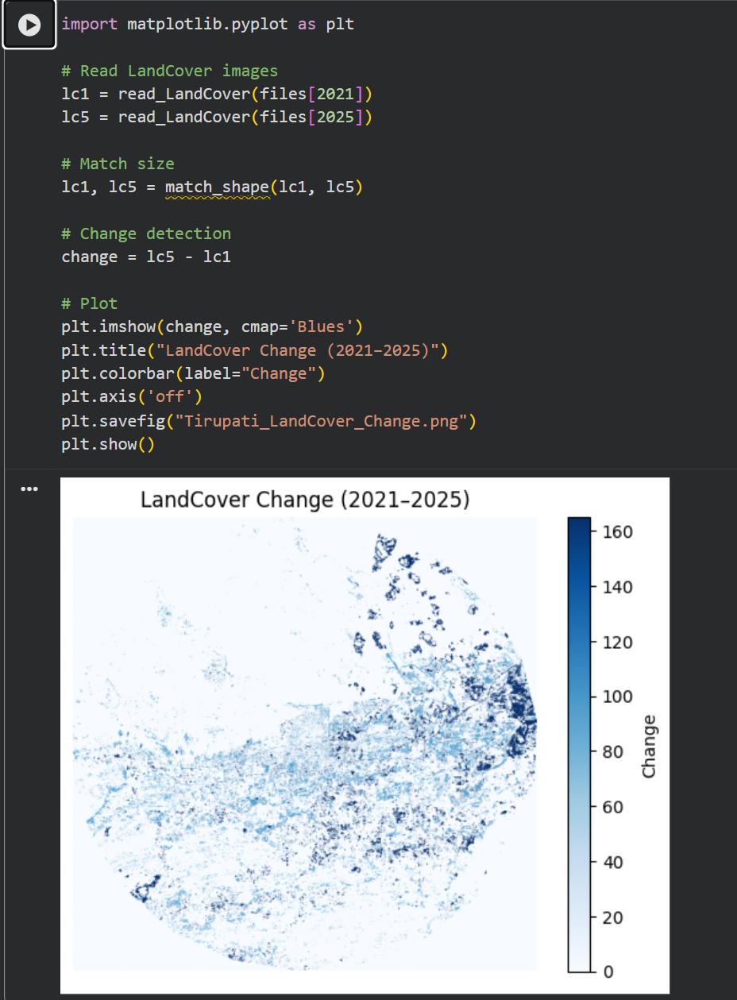 import matplotlib.pyplot as plt
# Read LandCover images
lc1 = read_LandCover(files[2021])
lc5 = read_LandCover(files[2025])
# Match size
lc1, lc5 = match_shape(lc1, lc5)
# Change detection
change = lc5 - lc1
# Plot
plt.imshow(change, cmap='Blues')
plt.title("LandCover Change (2021–2025)")
plt.colorbar(label="Change")
plt.axis('off')
plt.savefig("Tirupati_LandCover_Change.png")
plt.show()
LandCover Change (2021–2025)
160
140
120
100
80
60
40
20
0
Change